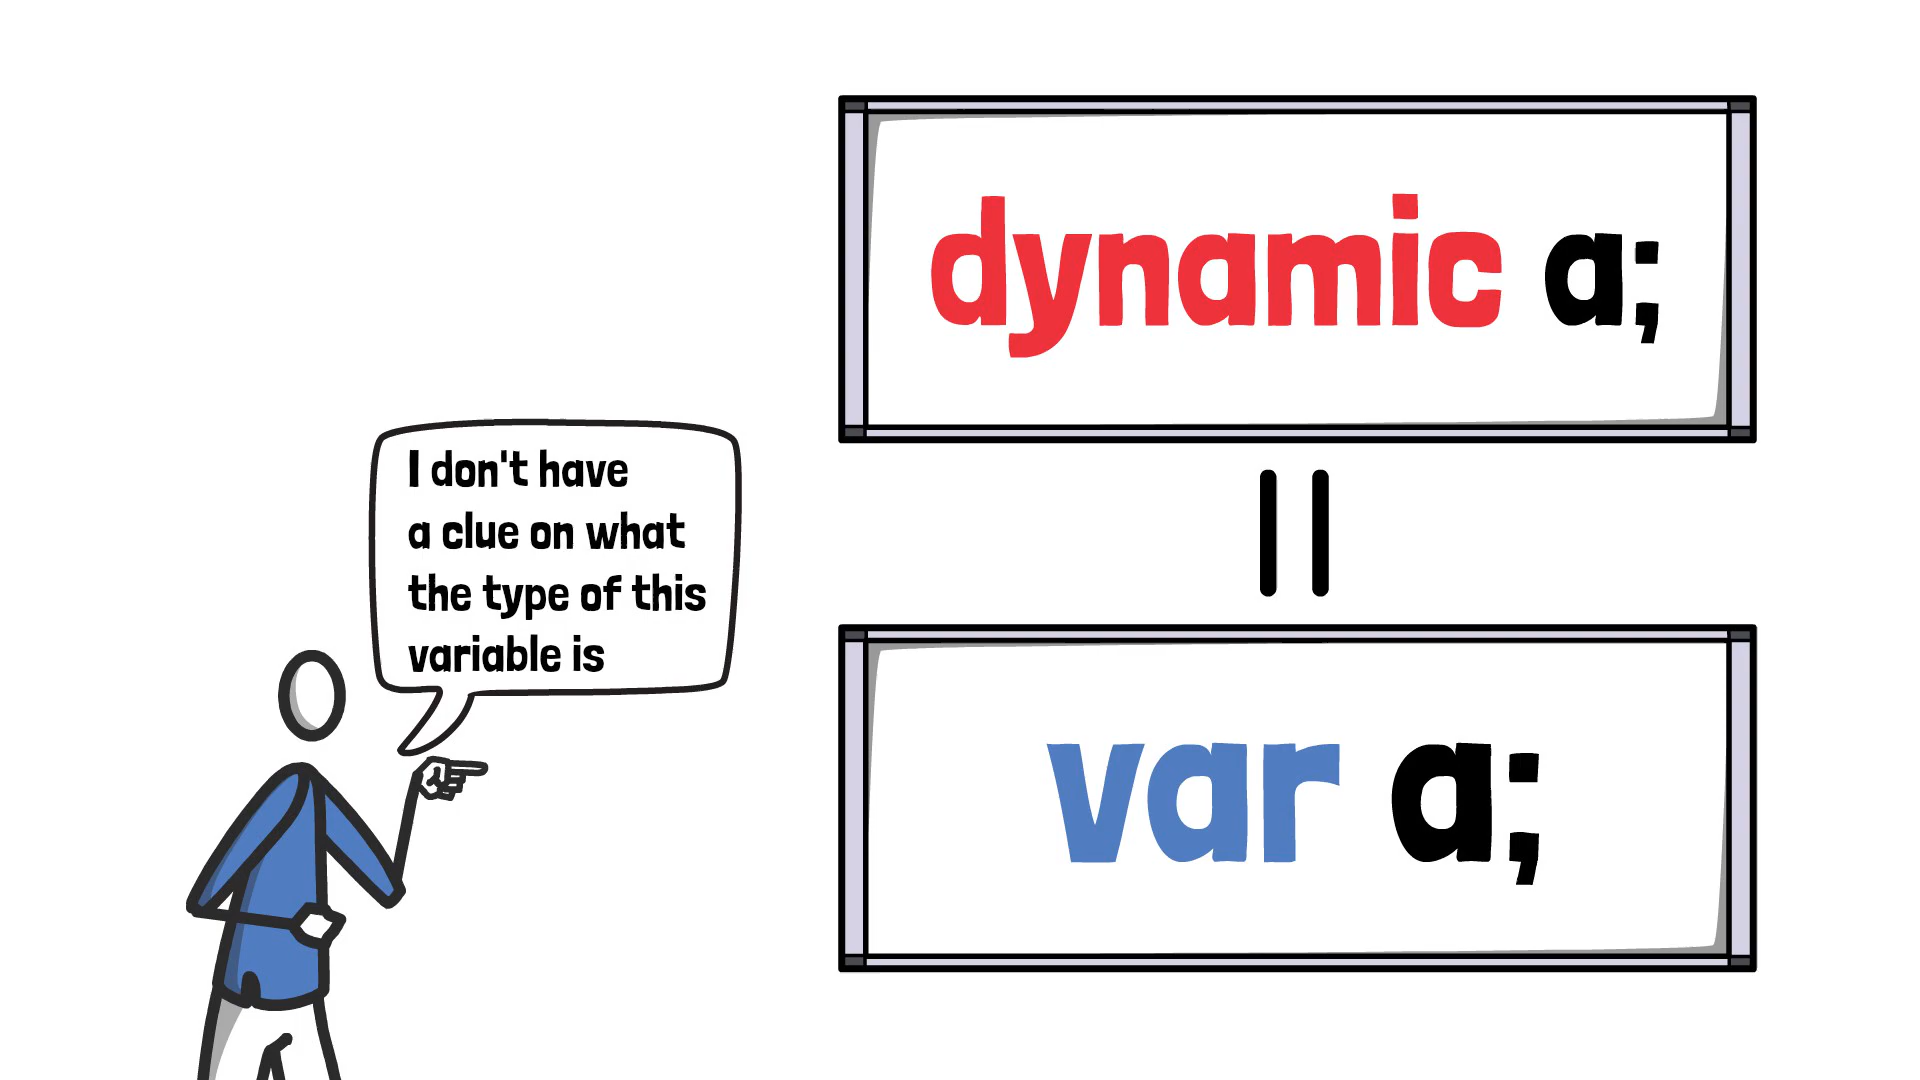 dynamic a;
I don't have
a clue on what
the type of this
variable is
var a;